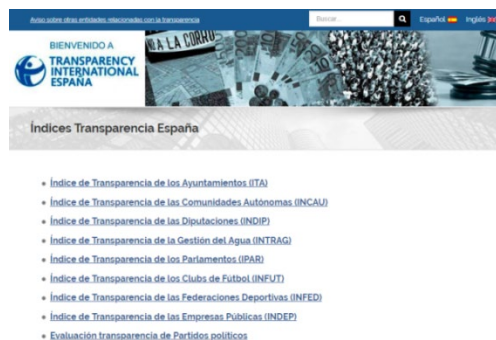 Aviso sobre otras entidades relacionadas con la transparencia
Buscar...
Español
Inglés
BIENVENIDO A
TRANSPARENCY
INTERNATIONAL
ESPAÑA
A LA CORRU
Índices Transparencia España
Índice de Transparencia de los Ayuntamientos (ITA)
Índice de Transparencia de las Comunidades Autónomas (INCAU)
Índice de Transparencia de las Diputaciones (INDIP)
Índice de Transparencia de la Gestión del Agua (INTRAG)
Índice de Transparencia de los Parlamentos (IPAR)
Índice de Transparencia de los Clubs de Fútbol (INFUT)
Índice de Transparencia de las Federaciones Deportivas (INFED)
Índice de Transparencia de las Empresas Públicas (INDEP)
Evaluación transparencia de Partidos políticos